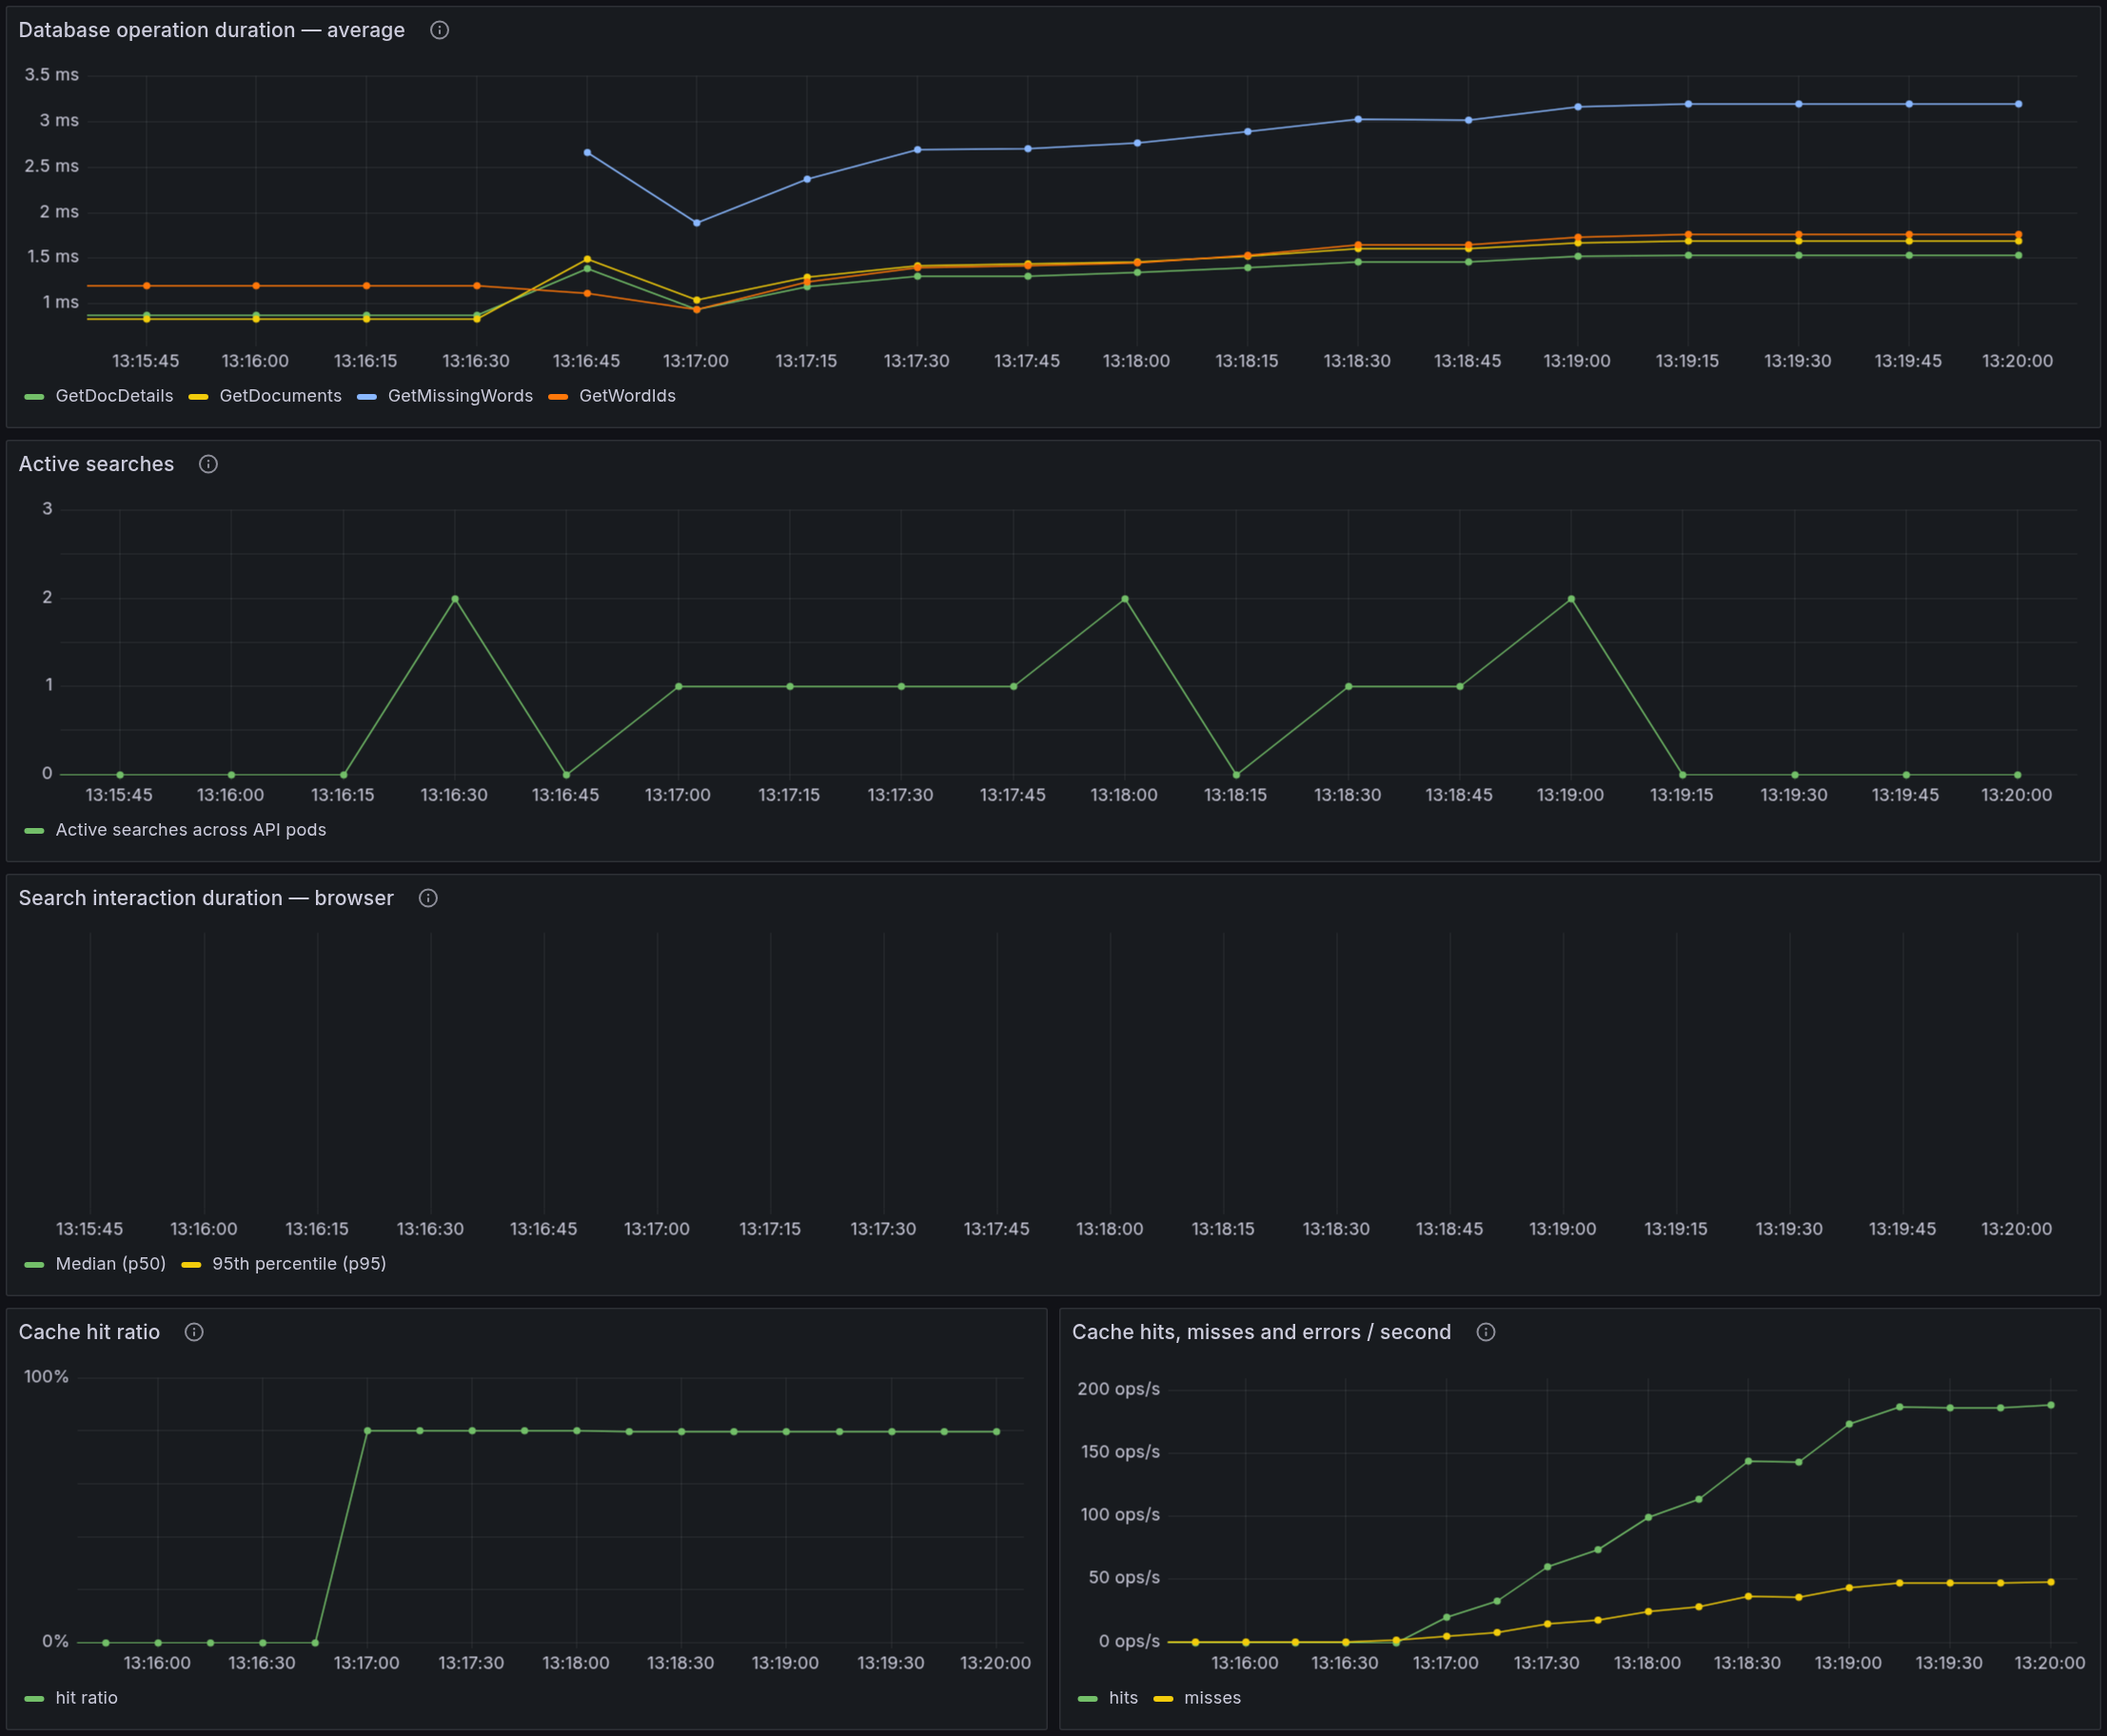 Database operation duration — average
3.5 ms
3 ms
2.5 ms
2 ms
1.5 ms
1 ms
13:15:45 13:16:00 13:16:15 13:16:30 13:16:45 13:17:00 13:17:15 13:17:30 13:17:45 13:18:00 13:18:15 13:18:30 13:18:45 13:19:00 13:19:15 13:19:30 13:19:45 13:20:00
GetDocDetails GetDocuments GetMissingWords GetWordIds
Active searches
3
2
1
0
13:15:45 13:16:00 13:16:15 13:16:30 13:16:45 13:17:00 13:17:15 13:17:30 13:17:45 13:18:00 13:18:15 13:18:30 13:18:45 13:19:00 13:19:15 13:19:30 13:19:45 13:20:00
Active searches across API pods
Search interaction duration — browser
13:15:45 13:16:00 13:16:15 13:16:30 13:16:45 13:17:00 13:17:15 13:17:30 13:17:45 13:18:00 13:18:15 13:18:30 13:18:45 13:19:00 13:19:15 13:19:30 13:19:45 13:20:00
Median (p50) 95th percentile (p95)
Cache hit ratio
100%
0%
13:16:00 13:16:30 13:17:00 13:17:30 13:18:00 13:18:30 13:19:00 13:19:30 13:20:00
hit ratio
Cache hits, misses and errors / second
200 ops/s
150 ops/s
100 ops/s
50 ops/s
0 ops/s
13:16:00 13:16:30 13:17:00 13:17:30 13:18:00 13:18:30 13:19:00 13:19:30 13:20:00
hits misses